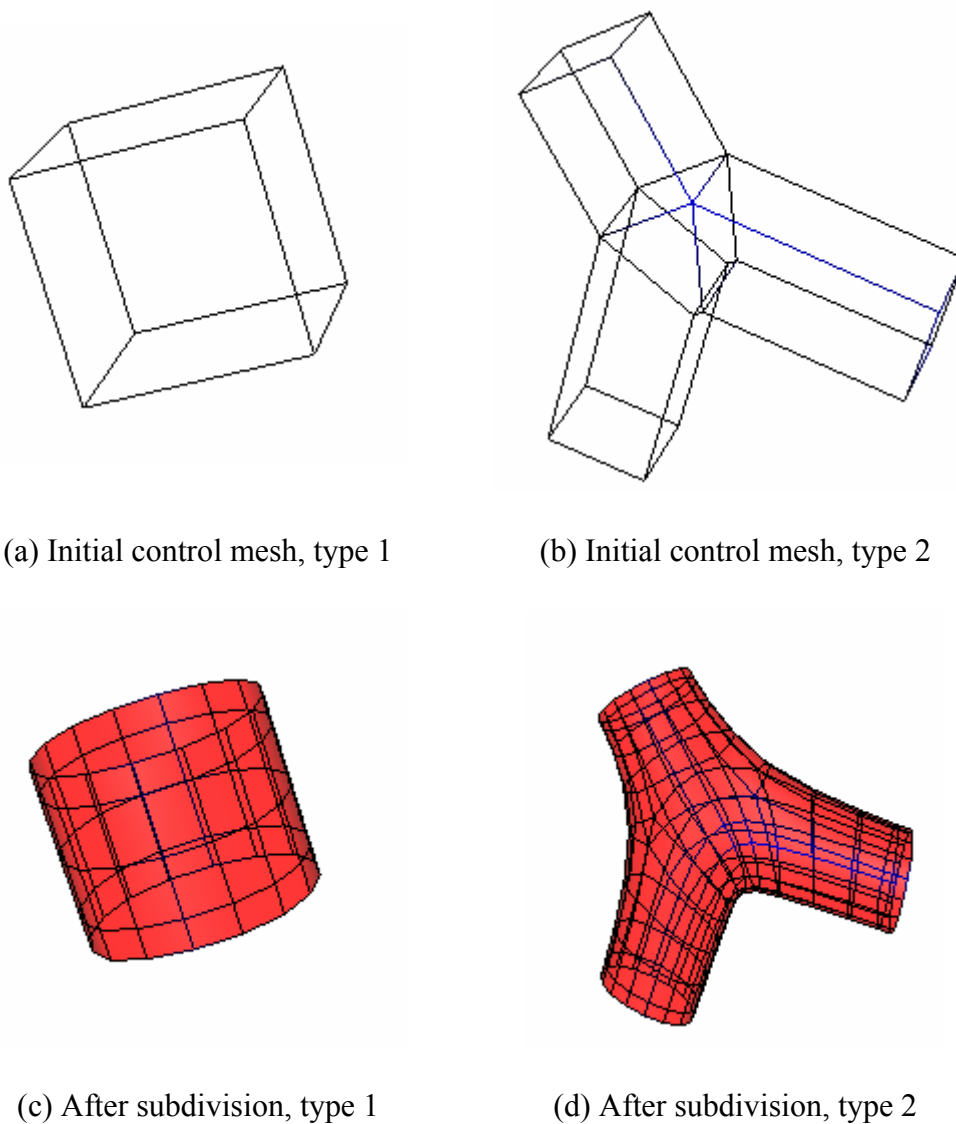 (a) Initial control mesh, type 1
(b) Initial control mesh, type 2
(c) After subdivision, type 1
(d) After subdivision, type 2